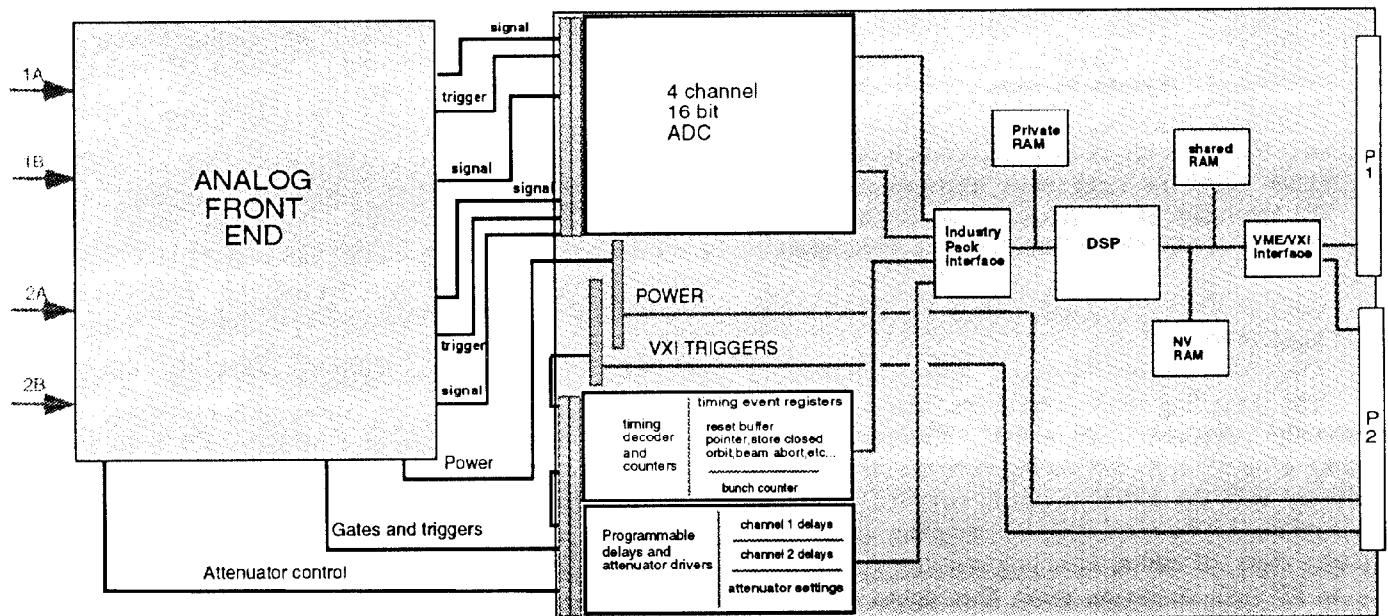 signal
1A
trigger
4 channel
16 bit
ADC
Private
RAM
shared
RAM
P1
1B
signal
ANALOG
FRONT
END
signal
Industry
Pack
Interface
DSP
VME/VXI
Interface
2A
POWER
trigger
VXI TRIGGERS
NV
RAM
2B
signal
timing event registers
timing
decoder
and
counters
reset buffer
pointer,store closed
orbit,beam abort,etc...
bunch counter
P2
Power
Gates and triggers
Programmable
delays and
attenuator drivers
channel 1 delays
channel 2 delays
attenuator settings
Attenuator control